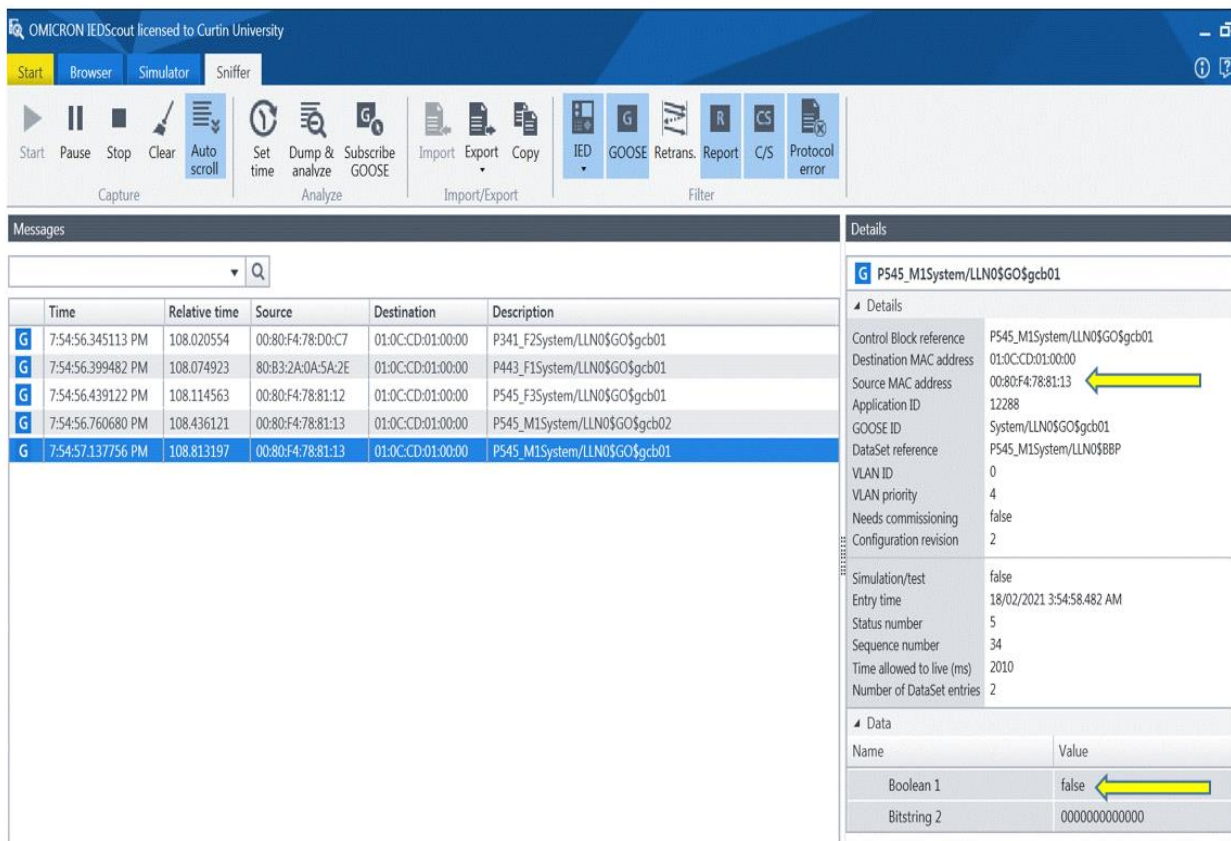 OMICRON IEDScout licensed to Curtin University
Start Browser Simulator Sniffer
Start Pause Stop Clear Auto scroll Set time Dump & analyze Subscribe GOOSE Import Export Copy IED GOOSE Retrans. Report C/S Protocol error
Capture Analyze Import/Export Filter
Messages
Time Relative time Source Destination Description
G 7:54:56.345113 PM 108.020554 00:80:F4:78:D0:C7 01:0C:CD:01:00:00 P341_F2System/LLN0$GO$gcb01
G 7:54:56.399482 PM 108.074923 80:B3:2A:0A:5A:2E 01:0C:CD:01:00:00 P443_F1System/LLN0$GO$gcb01
G 7:54:56.439122 PM 108.114563 00:80:F4:78:81:12 01:0C:CD:01:00:00 P545_F3System/LLN0$GO$gcb01
G 7:54:56.760680 PM 108.436121 00:80:F4:78:81:13 01:0C:CD:01:00:00 P545_M1System/LLN0$GO$gcb02
G 7:54:57.137756 PM 108.813197 00:80:F4:78:81:13 01:0C:CD:01:00:00 P545_M1System/LLN0$GO$gcb01
Details
G P545_M1System/LLN0$GO$gcb01
Details
Control Block reference P545_M1System/LLN0$GO$gcb01
Destination MAC address 01:0C:CD:01:00:00
Source MAC address 00:80:F4:78:81:13
Application ID 12288
GOOSE ID System/LLN0$GO$gcb01
DataSet reference P545_M1System/LLN0$BBP
VLAN ID 0
VLAN priority 4
Needs commissioning false
Configuration revision 2
Simulation/test false
Entry time 18/02/2021 3:54:58.482 AM
Status number 5
Sequence number 34
Time allowed to live (ms) 2010
Number of DataSet entries 2
Data
Name Value
Boolean 1 false
Bitstring 2 0000000000000